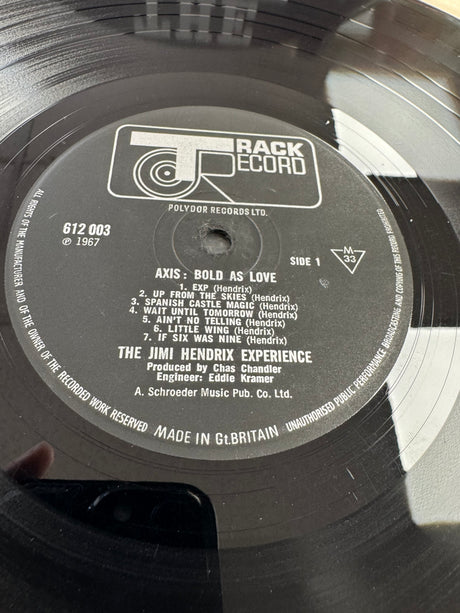 TRACK
RECORD
POLYDOR RECORDS LTD.
612 003
℗ 1967
SIDE 1
M
33
AXIS: BOLD AS LOVE
1. EXP (Hendrix)
2. UP FROM THE SKIES (Hendrix)
3. SPANISH CASTLE MAGIC (Hendrix)
4. WAIT UNTIL TOMORROW (Hendrix)
5. AIN'T NO TELLING (Hendrix)
6. LITTLE WING (Hendrix)
7. IF SIX WAS NINE (Hendrix)
THE JIMI HENDRIX EXPERIENCE
Produced by Chas Chandler
Engineer: Eddie Kramer
A. Schroeder Music Pub. Co. Ltd.
ALL RIGHTS OF THE MANUFACTURER AND OF THE OWNER OF THE RECORDED WORK RESERVED
MADE IN Gt. BRITAIN
UNAUTHORISED PUBLIC PERFORMANCE BROADCASTING AND COPYING OF THIS RECORD PROHIBITED